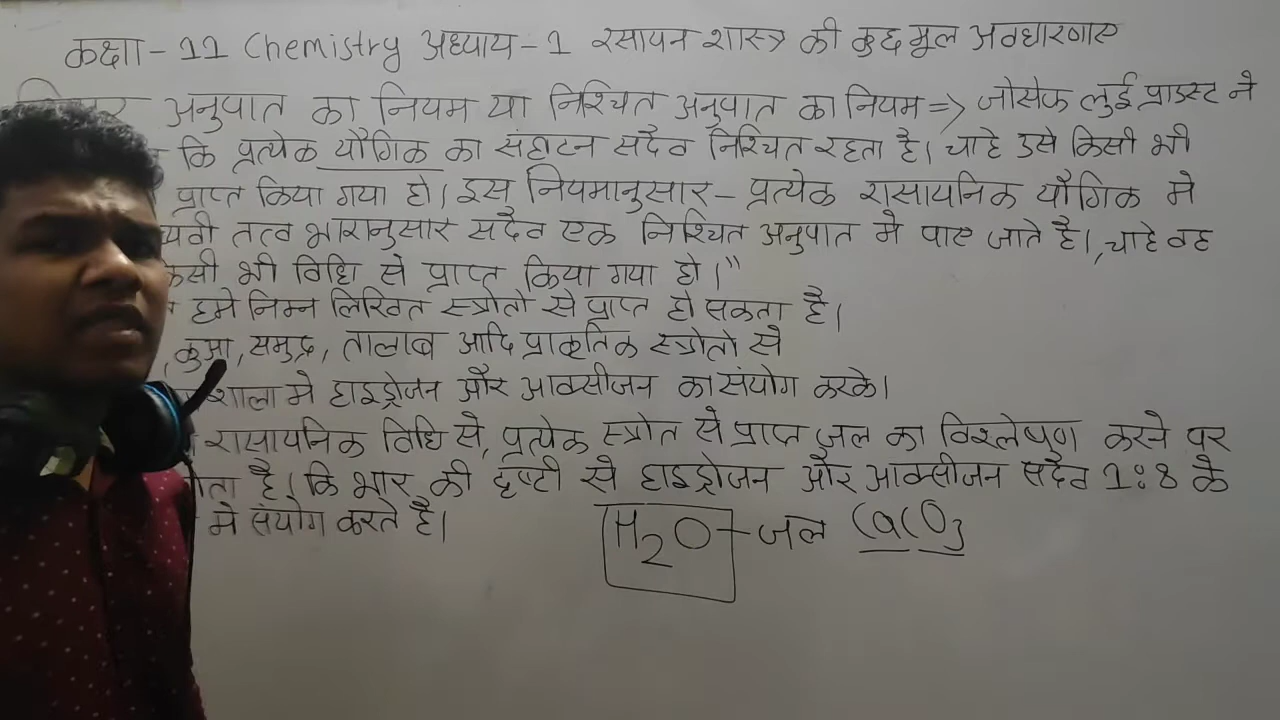 कक्षा - 11 Chemistry अध्याय - 1 रसायन शास्त्र की कुछ मूल अवधारणाए
अनुपात का नियम या निश्चित अनुपात का नियम => जोसेफ लुई प्राउस्ट ने
कि प्रत्येक यौगिक का संघटन सदैव निश्चित रहता है। चाहे उसे किसी भी
प्राप्त किया गया हो। इस नियमानुसार - प्रत्येक रासायनिक यौगिक मे
तत्व भारानुसार सदैव एक निश्चित अनुपात मे पाए जाते है।, चाहे वह
भी विधि से प्राप्त किया गया हो।"
हमे निम्न लिखित स्त्रोतो से प्राप्त हो सकता है।
, कुआ, समुद्र, तालाब आदि प्राकृतिक स्त्रोतो से
शाला मे हाइड्रोजन और आक्सीजन का संयोग करके।
रासायनिक विधि से, प्रत्येक स्त्रोत से प्राप्त जल का विश्लेषण करने पर
है। कि भार की दृष्टी से हाइड्रोजन और आक्सीजन सदैव 1:8 के
मे संयोग करते है।
H2O - जल CaCO3